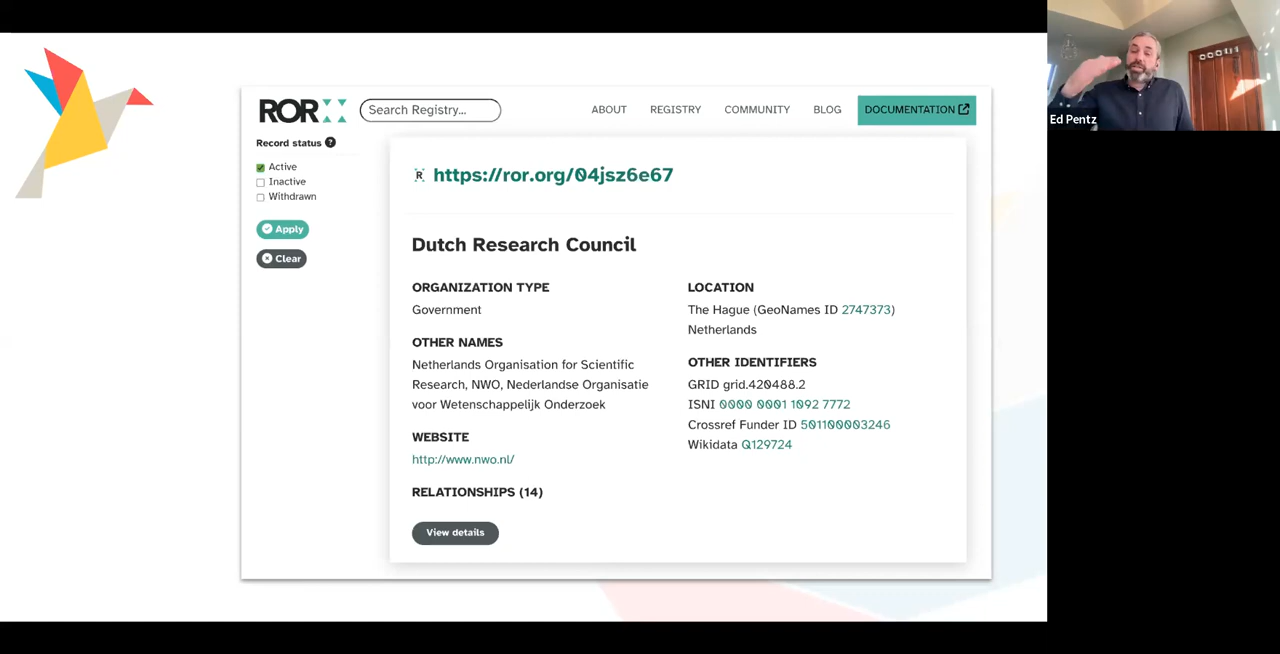 ROR
Search Registry...
ABOUT
REGISTRY
COMMUNITY
BLOG
DOCUMENTATION
Record status ?
Active
Inactive
Withdrawn
Apply
Clear
R https://ror.org/04jsz6e67
Dutch Research Council
ORGANIZATION TYPE
Government
OTHER NAMES
Netherlands Organisation for Scientific
Research, NWO, Nederlandse Organisatie
voor Wetenschappelijk Onderzoek
WEBSITE
http://www.nwo.nl/
RELATIONSHIPS (14)
View details
LOCATION
The Hague (GeoNames ID 2747373)
Netherlands
OTHER IDENTIFIERS
GRID grid.420488.2
ISNI 0000 0001 1092 7772
Crossref Funder ID 501100003246
Wikidata Q129724
Ed Pentz